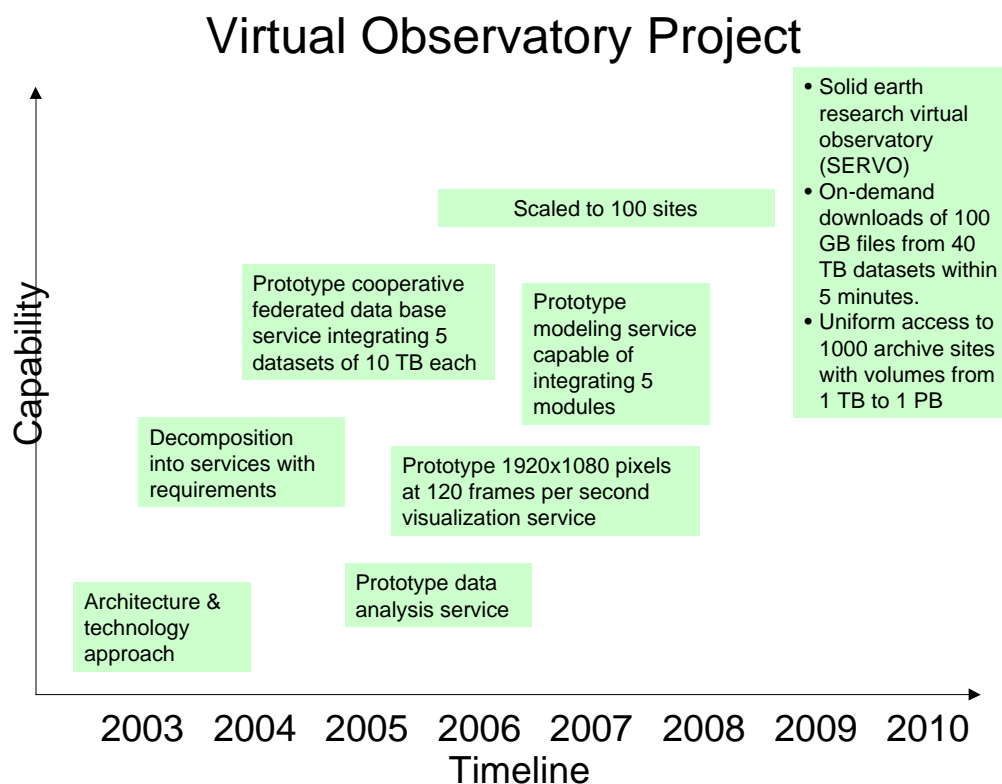 Virtual Observatory Project
Capability
• Solid earth
research virtual
observatory
(SERVO)
• On-demand
downloads of 100
GB files from 40
TB datasets within
5 minutes.
• Uniform access to
1000 archive sites
with volumes from
1 TB to 1 PB
Scaled to 100 sites
Prototype cooperative
federated data base
service integrating 5
datasets of 10 TB each
Prototype
modeling service
capable of
integrating 5
modules
Decomposition
into services with
requirements
Prototype 1920x1080 pixels
at 120 frames per second
visualization service
Prototype data
analysis service
Architecture &
technology
approach
2003 2004 2005 2006 2007 2008 2009 2010
Timeline